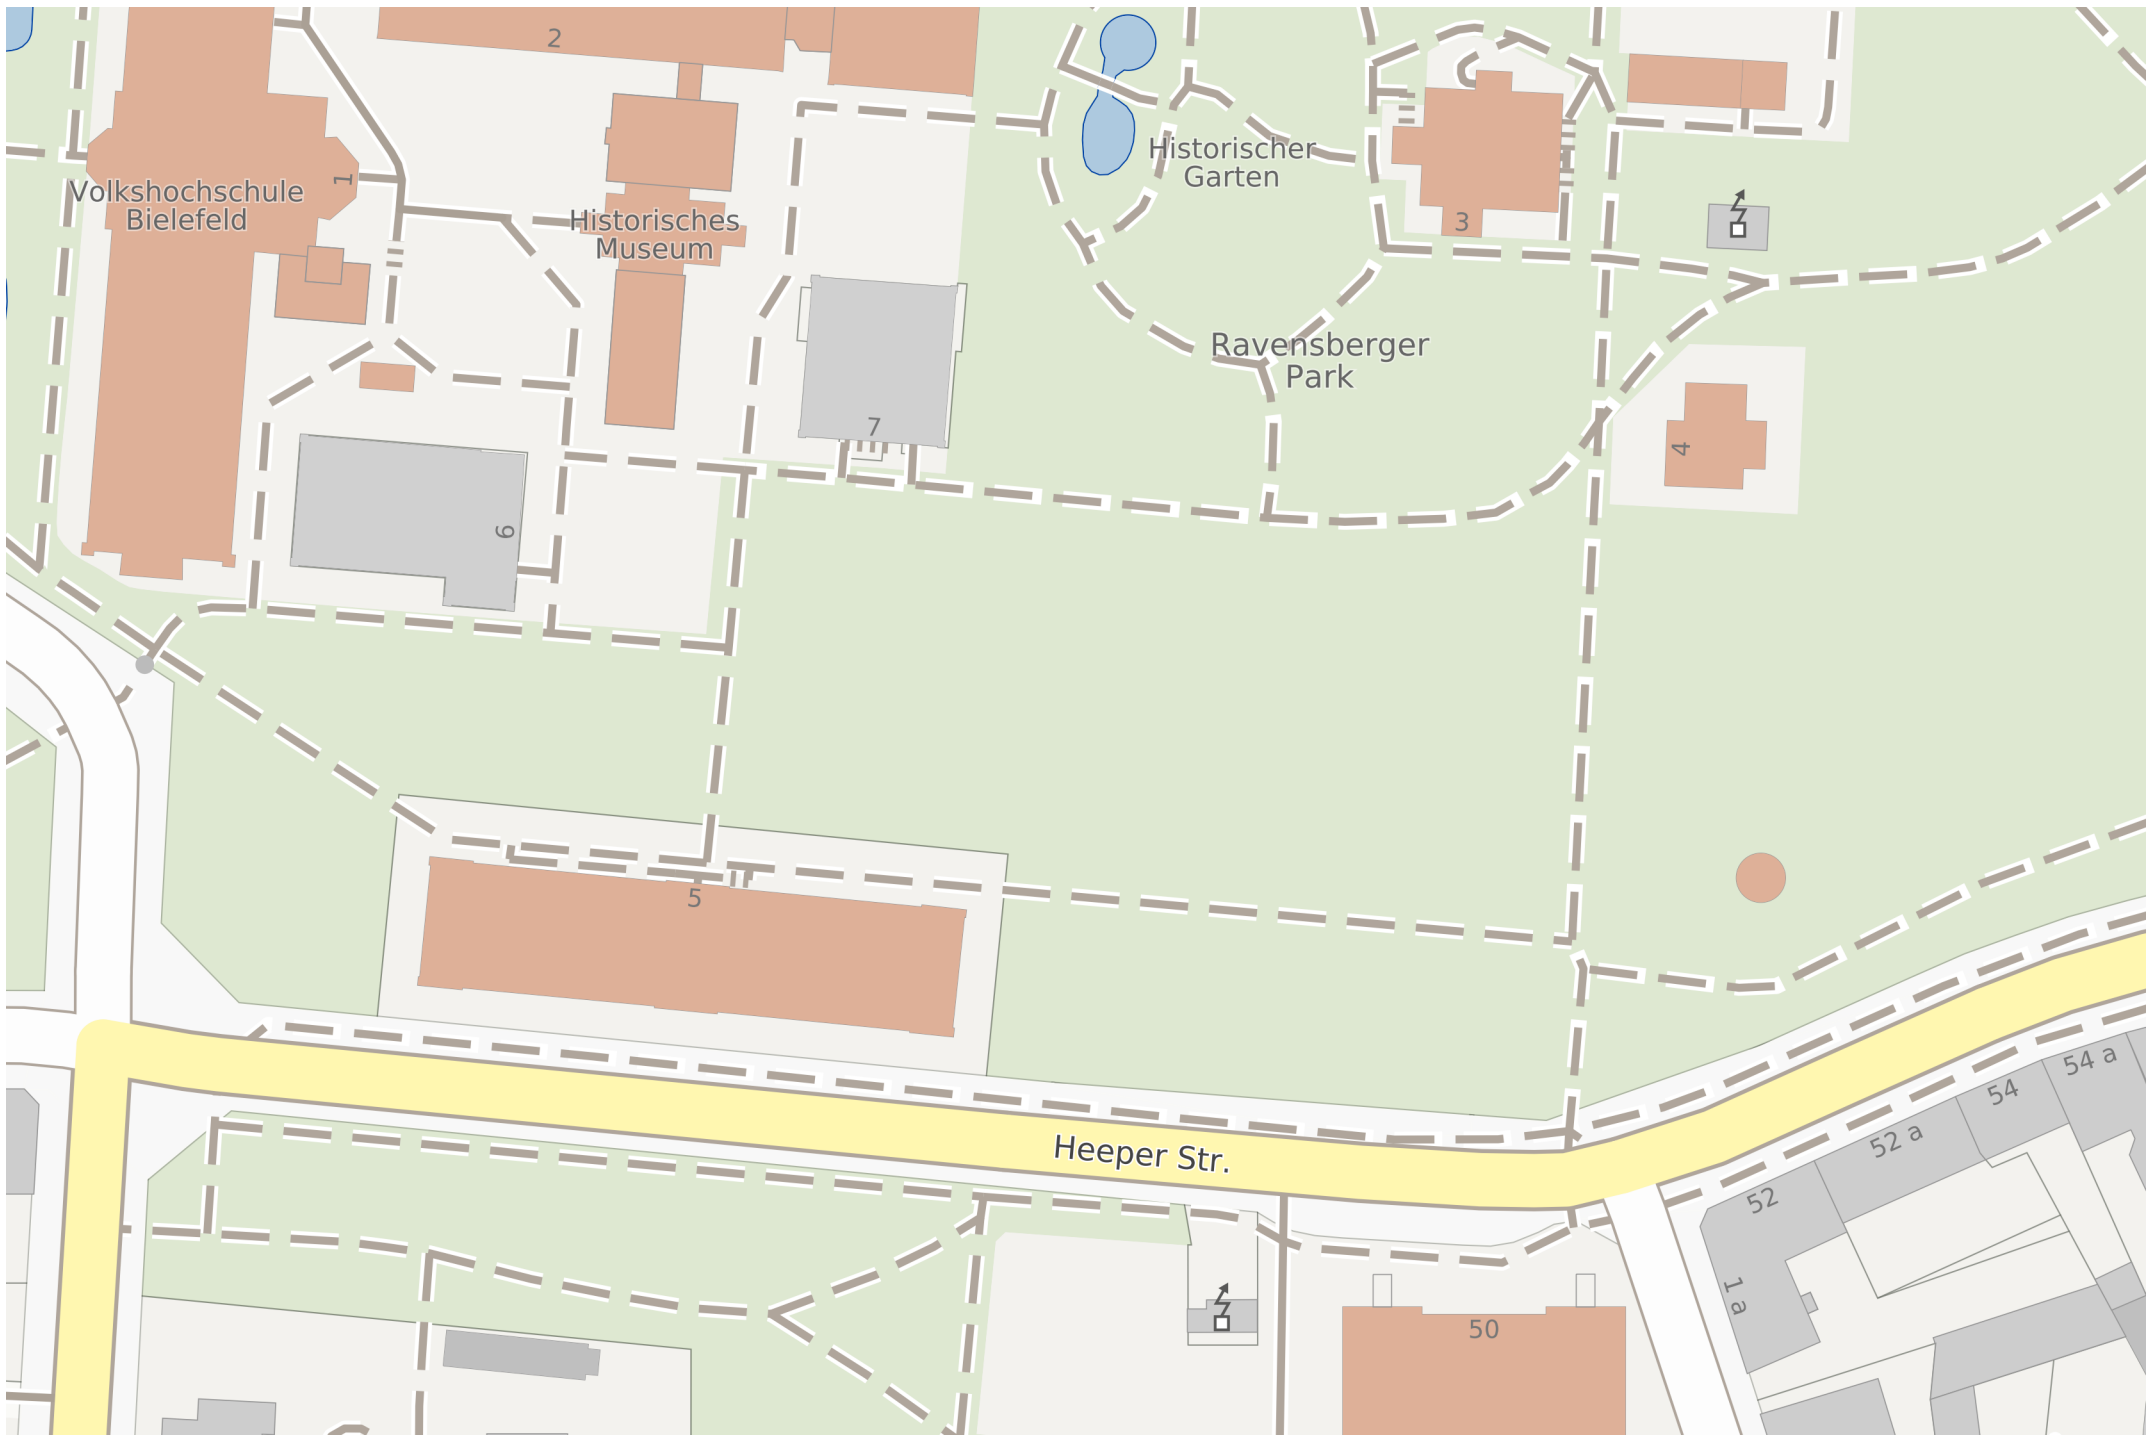 2
Historischer
Garten
1
Volkshochschule
Bielefeld
Historisches
Museum
3
Ravensberger
Park
7
4
6
5
Heeper Str.
54 a
54
52 a
52
1 a
50